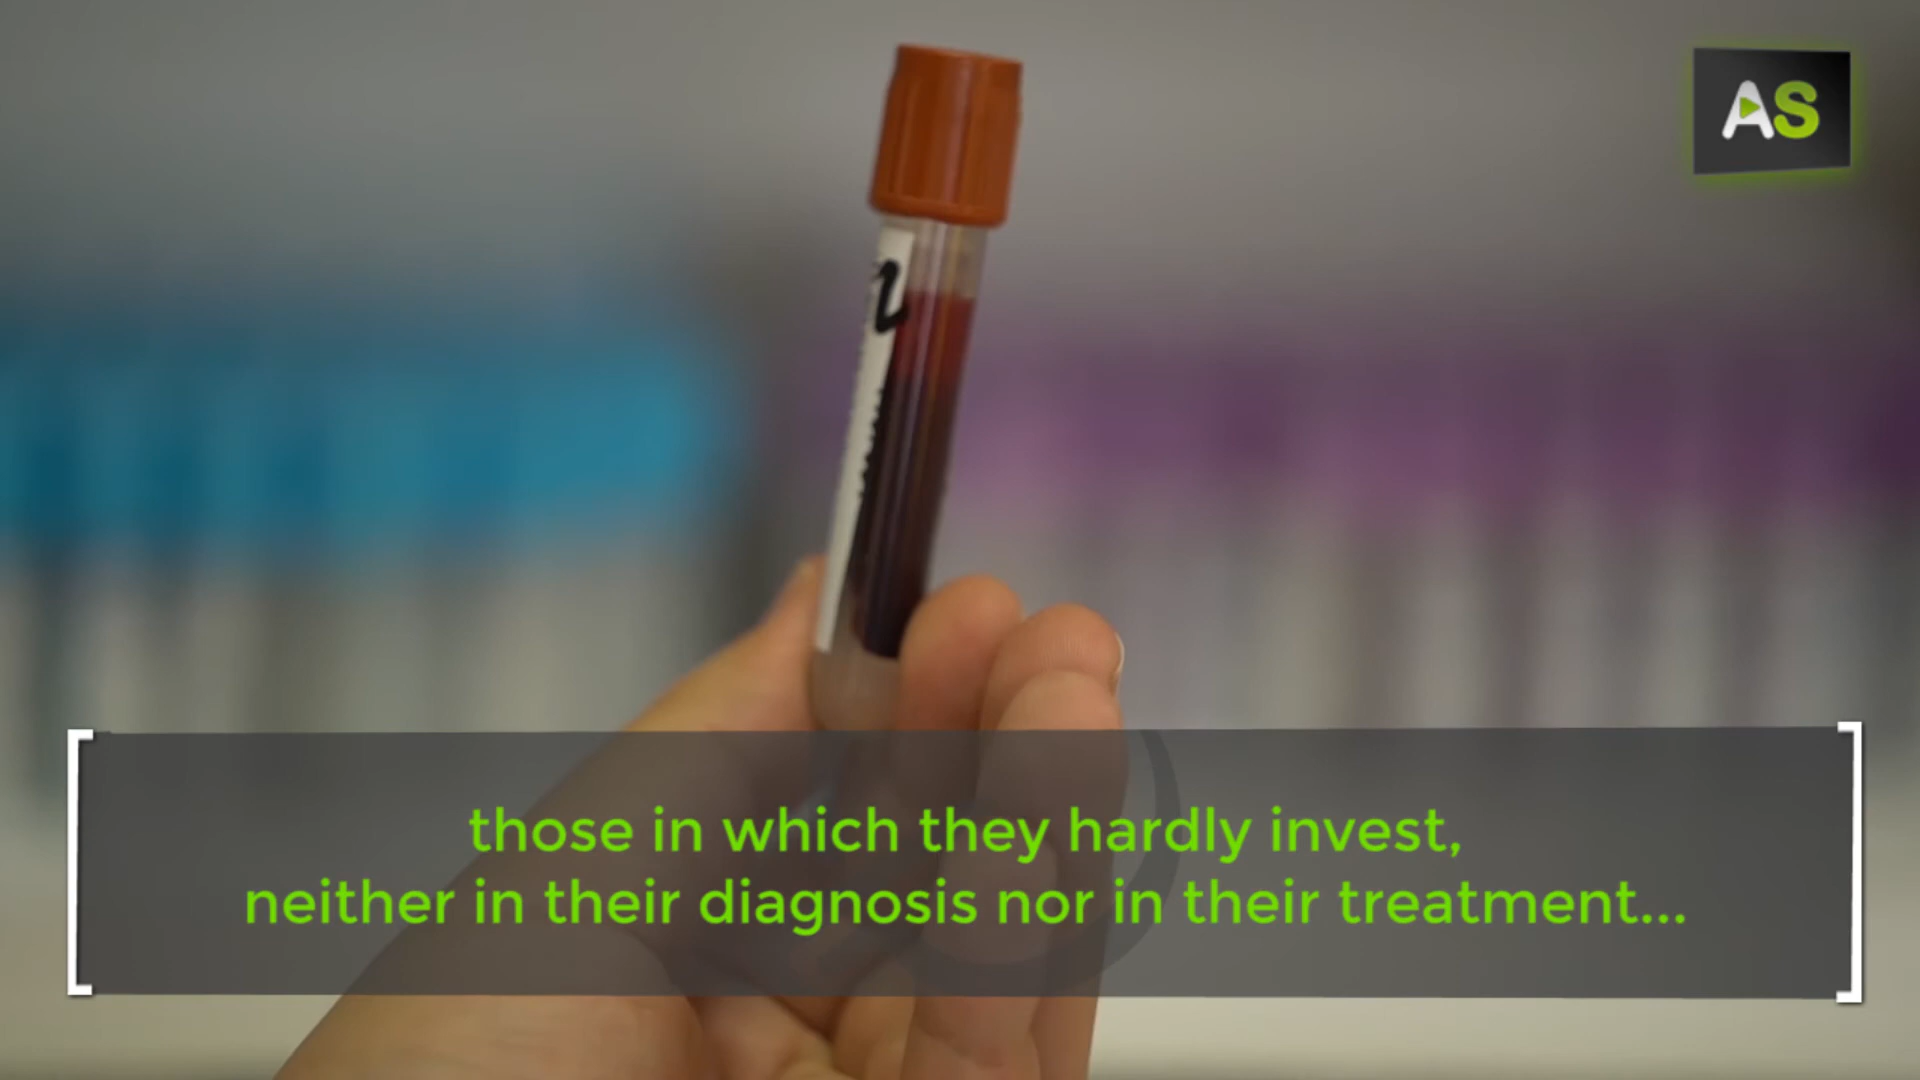 AS
those in which they hardly invest,
neither in their diagnosis nor in their treatment...